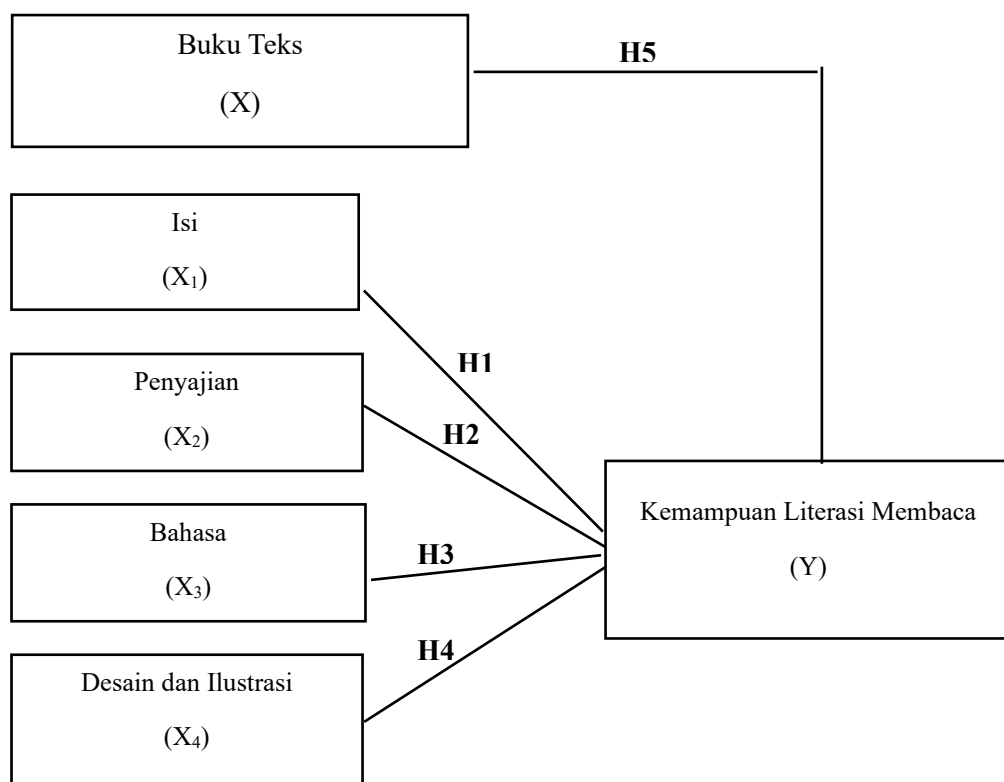 Buku Teks
(X)
H5
Isi
(X₁)
H1
Penyajian
(X₂)
H2
Kemampuan Literasi Membaca
(Y)
Bahasa
(X₃)
H3
H4
Desain dan Ilustrasi
(X₄)